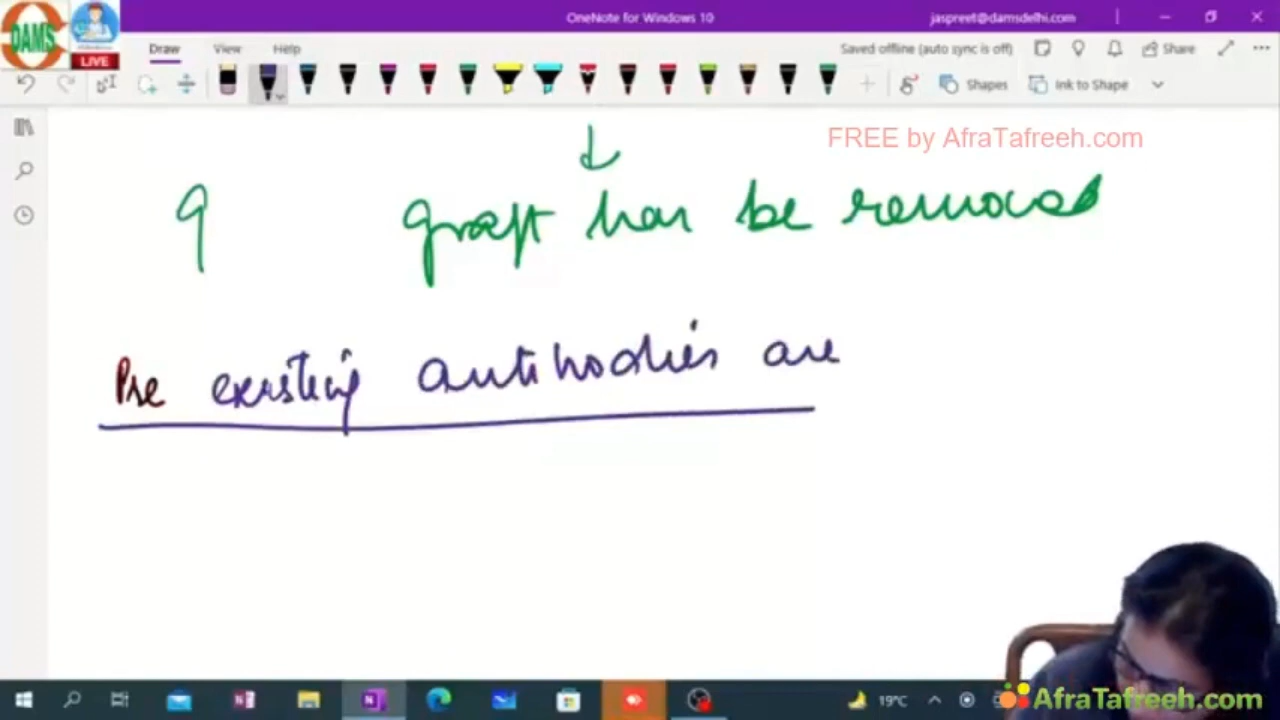 DAMS
LIVE
OneNote for Windows 10
jaspreet@damsdelhi.com
Draw View Help
Saved offline (auto sync is off)
Share
Shapes
Ink to Shape
FREE by AfraTafreeh.com
graft has be removed
Pre existing antibodies are
19°C
AfraTafreeh.com